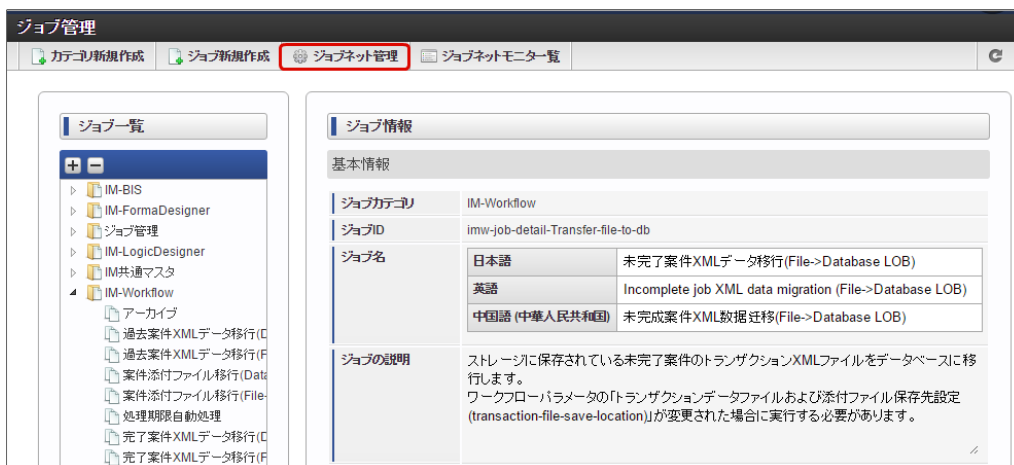 ジョブ管理
カテゴリ新規作成 ジョブ新規作成 ジョブネット管理 ジョブネットモニタ一覧
ジョブ一覧
IM-BIS
IM-FormaDesigner
ジョブ管理
IM-LogicDesigner
IM共通マスタ
IM-Workflow
アーカイブ
過去案件XMLデータ移行(D
過去案件XMLデータ移行(F
案件添付ファイル移行(Data
案件添付ファイル移行(File-
処理期限自動処理
完了案件XMLデータ移行(D
完了案件XMLデータ移行(F
ジョブ情報
基本情報
ジョブカテゴリ IM-Workflow
ジョブID imw-job-detail-Transfer-file-to-db
ジョブ名
日本語 未完了案件XMLデータ移行(File->Database LOB)
英語 Incomplete job XML data migration (File->Database LOB)
中国語 (中華人民共和国) 未完成案件XML数据迁移(File->Database LOB)
ジョブの説明
ストレージに保存されている未完了案件のトランザクションXMLファイルをデータベースに移
行します。
ワークフローパラメータの「トランザクションデータファイルおよび添付ファイル保存先設定
(transaction-file-save-location)」が変更された場合に実行する必要があります。